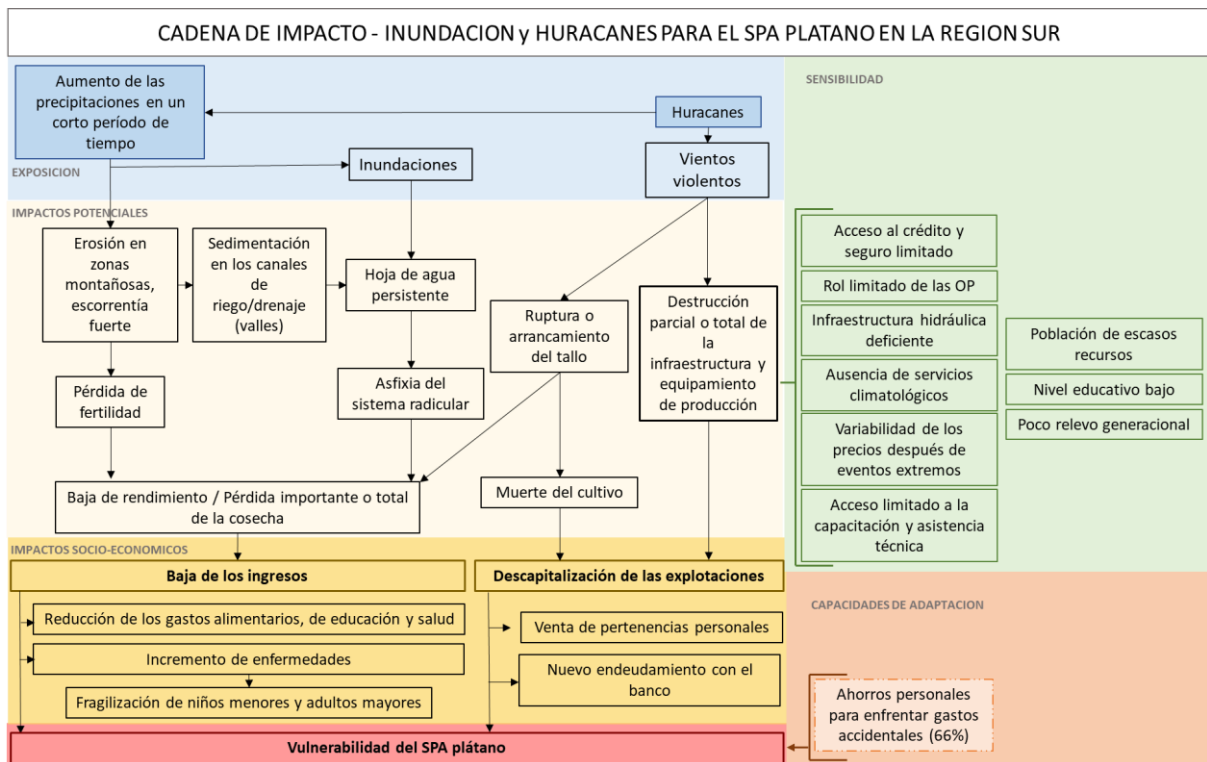 CADENA DE IMPACTO - INUNDACION y HURACANES PARA EL SPA PLATANO EN LA REGION SUR
Aumento de las
precipitaciones en un
corto período de
tiempo
Huracanes
Inundaciones
Vientos
violentos
EXPOSICION
IMPACTOS POTENCIALES
Erosión en
zonas
montañosas,
escorrentía
fuerte
Sedimentación
en los canales
de
riego/drenaje
(valles)
Hoja de agua
persistente
Ruptura o
arrancamiento
del tallo
Destrucción
parcial o total de
la
infraestructura y
equipamiento
de producción
Pérdida de
fertilidad
Asfixia del
sistema radicular
Baja de rendimiento / Pérdida importante o total
de la cosecha
Muerte del cultivo
IMPACTOS SOCIO-ECONOMICOS
Baja de los ingresos
Descapitalización de las explotaciones
Reducción de los gastos alimentarios, de educación y salud
Incremento de enfermedades
Fragilización de niños menores y adultos mayores
Venta de pertenencias personales
Nuevo endeudamiento con el
banco
Vulnerabilidad del SPA plátano
SENSIBILIDAD
Acceso al crédito y
seguro limitado
Rol limitado de las OP
Infraestructura hidráulica
deficiente
Ausencia de servicios
climatológicos
Variabilidad de los
precios después de
eventos extremos
Acceso limitado a la
capacitación y asistencia
técnica
Población de escasos
recursos
Nivel educativo bajo
Poco relevo generacional
CAPACIDADES DE ADAPTACION
Ahorros personales
para enfrentar gastos
accidentales (66%)